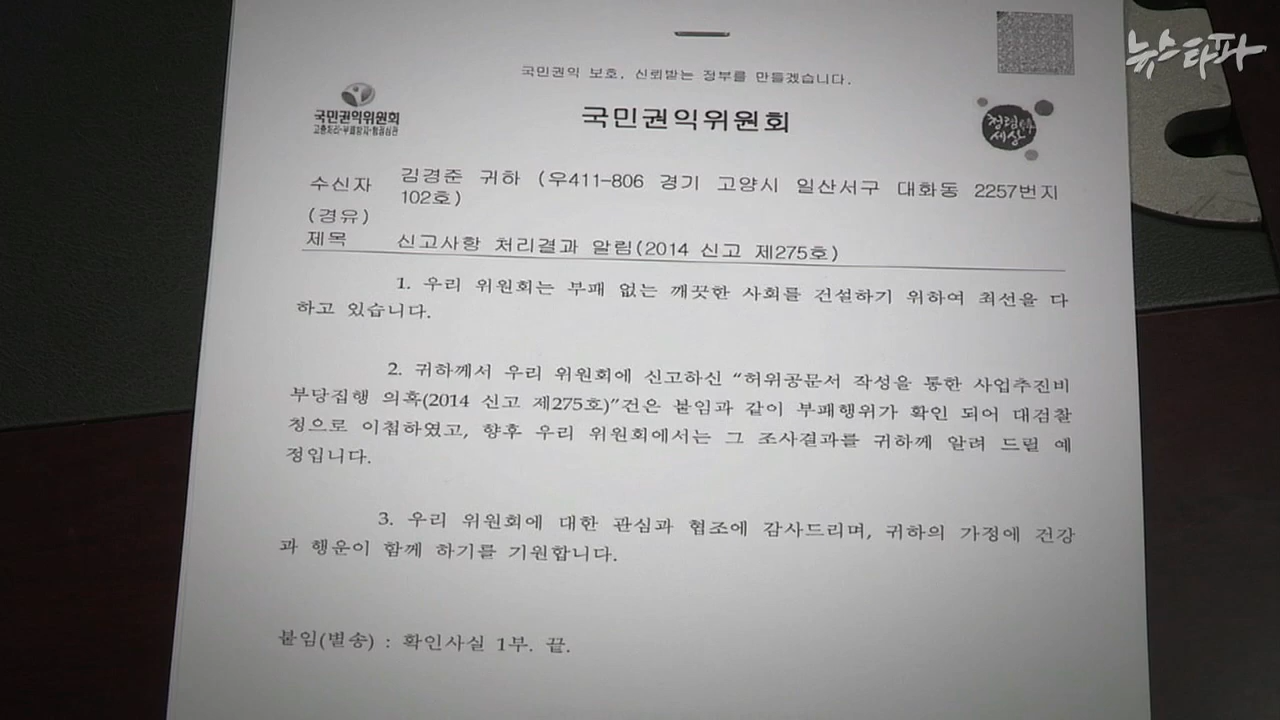 뉴스타파
국민권익 보호, 신뢰받는 정부를 만들겠습니다.
국민권익위원회
고충처리·부패방지·행정심판
국민권익위원회
청렴
세상
수신자 김경준 귀하 (우411-806 경기 고양시 일산서구 대화동 2257번지
102호)
(경유)
제목 신고사항 처리결과 알림(2014 신고 제275호)
1. 우리 위원회는 부패 없는 깨끗한 사회를 건설하기 위하여 최선을 다
하고 있습니다.
2. 귀하께서 우리 위원회에 신고하신 “허위공문서 작성을 통한 사업추진비
부당집행 의혹(2014 신고 제275호)”건은 붙임과 같이 부패행위가 확인 되어 대검찰
청으로 이첩하였고, 향후 우리 위원회에서는 그 조사결과를 귀하께 알려 드릴 예
정입니다.
3. 우리 위원회에 대한 관심과 협조에 감사드리며, 귀하의 가정에 건강
과 행운이 함께 하기를 기원합니다.
붙임(별송) : 확인사실 1부. 끝.